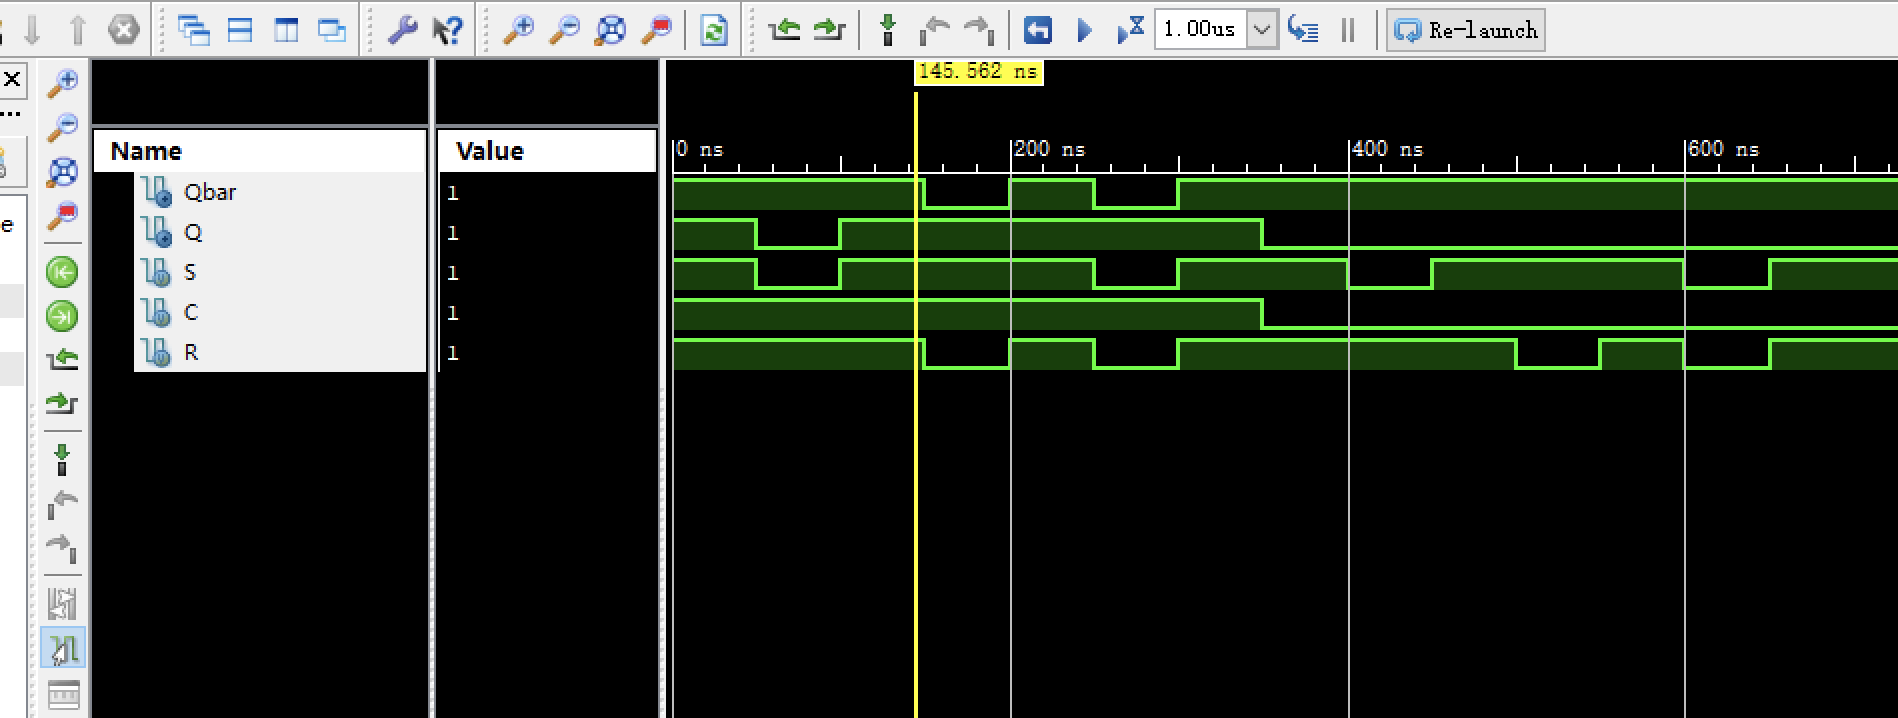 1.00us
Re-launch
145.562 ns
Name
Value
0 ns
200 ns
400 ns
600 ns
Qbar
1
Q
1
S
1
C
1
R
1
e